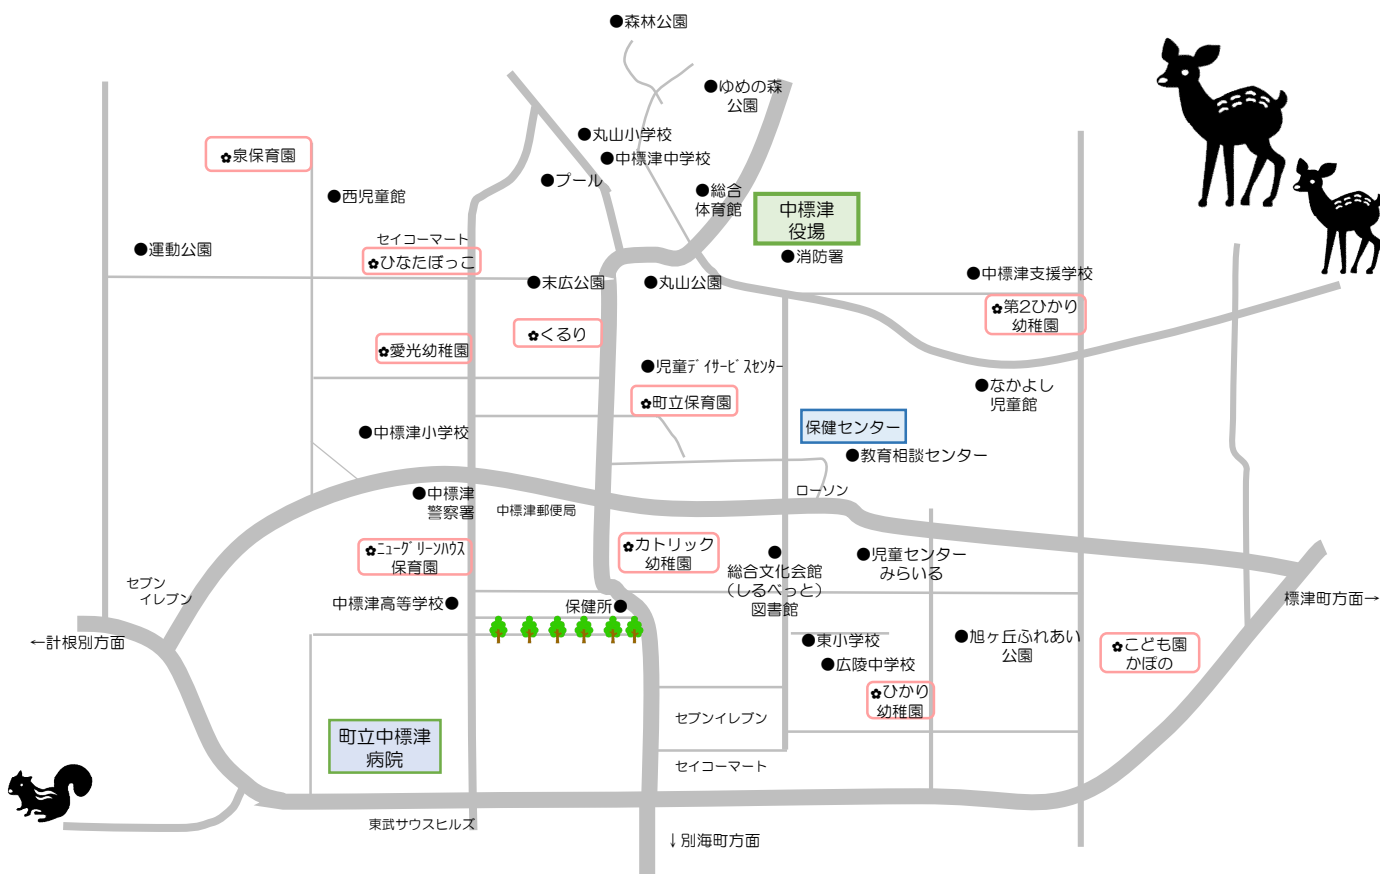 ●森林公園
●ゆめの森
公園
●丸山小学校
●中標津中学校
✿泉保育園
●プール
●西児童館
●総合
体育館
中標津
役場
セイコーマート
●運動公園
✿ひなたぼっこ
●消防署
●末広公園
●丸山公園
●中標津支援学校
✿第2ひかり
幼稚園
✿くるり
✿愛光幼稚園
●児童ﾃﾞｲｻｰﾋﾞｽｾﾝﾀｰ
●なかよし
児童館
✿町立保育園
保健センター
●中標津小学校
●教育相談センター
ローソン
●中標津
警察署
中標津郵便局
✿ﾆｭｰｸﾞﾘｰﾝﾊｳｽ
保育園
✿カトリック
幼稚園
●
総合文化会館
（しるべっと）
図書館
●児童センター
みらいる
セブン
イレブン
中標津高等学校●
保健所●
標津町方面→
←計根別方面
●東小学校
●広陵中学校
●旭ヶ丘ふれあい
公園
✿こども園
かぽの
✿ひかり
幼稚園
セブンイレブン
町立中標津
病院
セイコーマート
東武サウスヒルズ
↓別海町方面